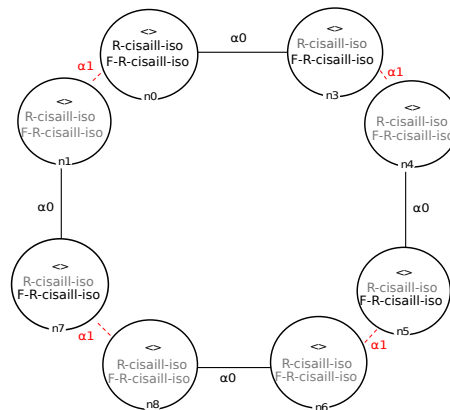 <>
R-cisaill-iso
F-R-cisaill-iso
n0
α0
<>
R-cisaill-iso
F-R-cisaill-iso
n3
α1
α1
<>
R-cisaill-iso
F-R-cisaill-iso
n1
<>
R-cisaill-iso
F-R-cisaill-iso
n4
α0
α0
<>
R-cisaill-iso
F-R-cisaill-iso
n7
<>
R-cisaill-iso
F-R-cisaill-iso
n5
α1
α1
<>
R-cisaill-iso
F-R-cisaill-iso
n8
α0
<>
R-cisaill-iso
F-R-cisaill-iso
n6